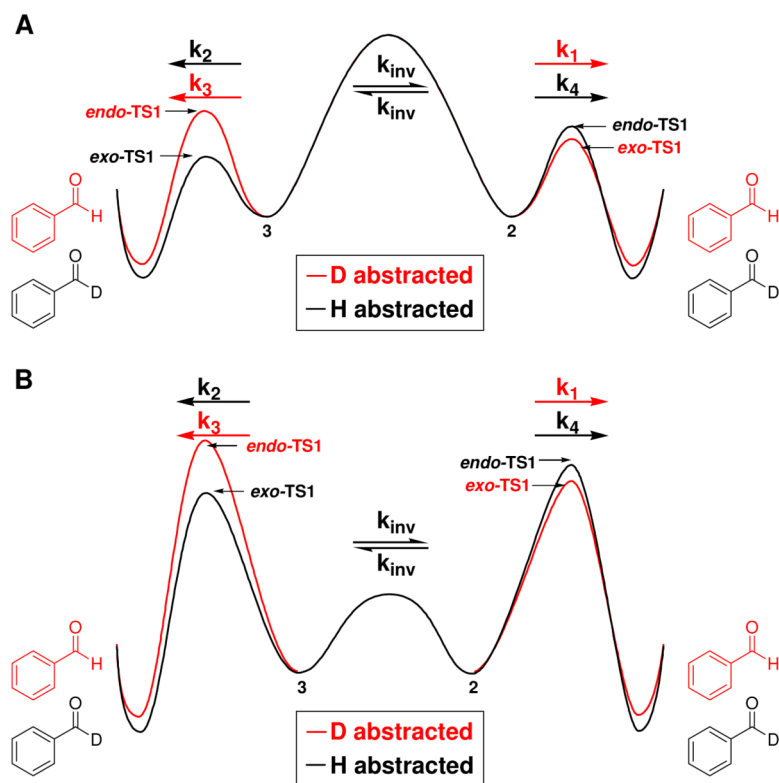 A
k2
k3
kinv
kinv
k1
k4
endo-TS1
exo-TS1
endo-TS1
exo-TS1
O
H
O
D
3
2
O
H
O
D
D abstracted
H abstracted
B
k2
k3
k1
k4
endo-TS1
exo-TS1
endo-TS1
exo-TS1
kinv
kinv
O
H
O
D
3
2
O
H
O
D
D abstracted
H abstracted